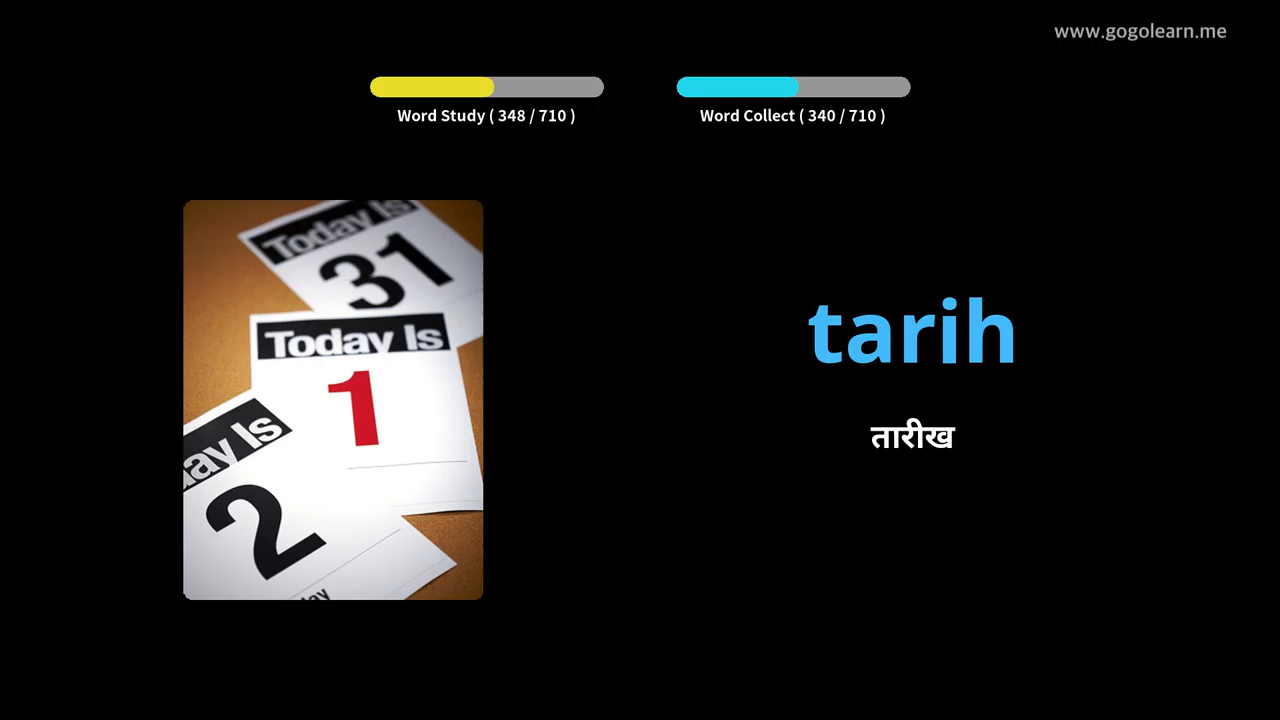 www.gogolearn.me
Word Study ( 348 / 710 )
Word Collect ( 340 / 710 )
Today Is
31
Today Is
1
ay Is
2
tarih
तारीख